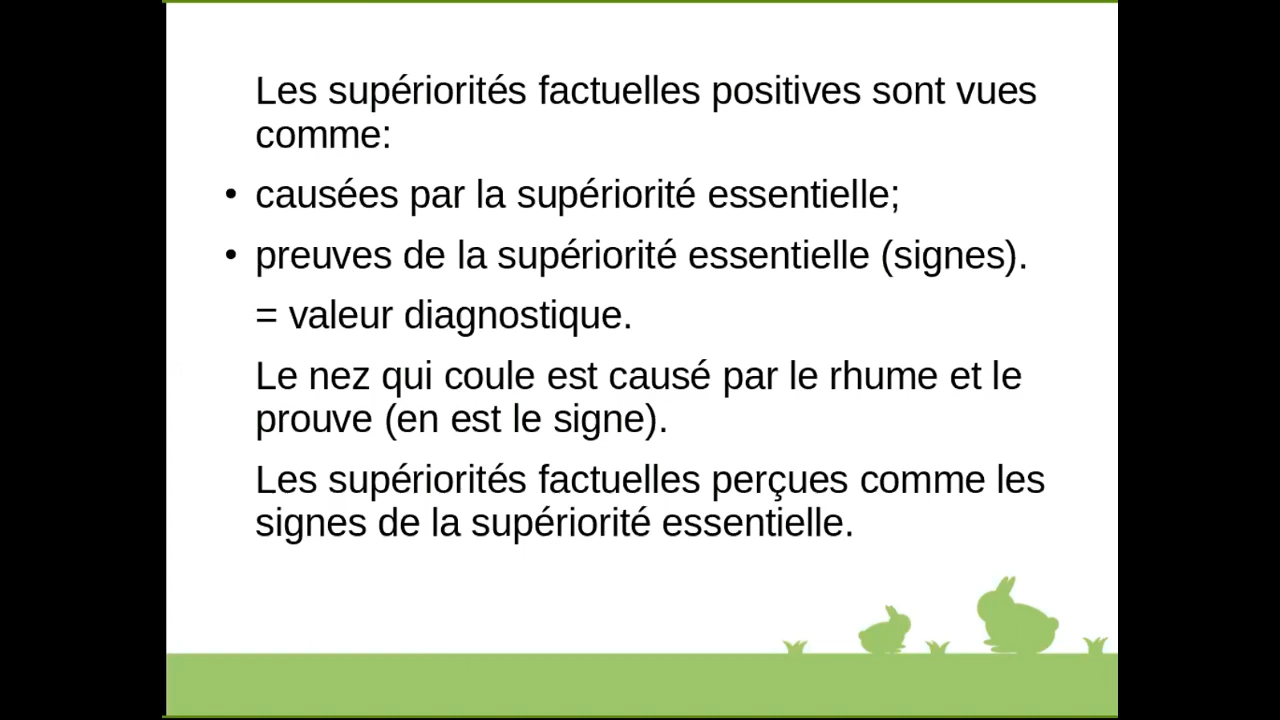 Les supériorités factuelles positives sont vues
comme:
• causées par la supériorité essentielle;
• preuves de la supériorité essentielle (signes).
= valeur diagnostique.
Le nez qui coule est causé par le rhume et le
prouve (en est le signe).
Les supériorités factuelles perçues comme les
signes de la supériorité essentielle.